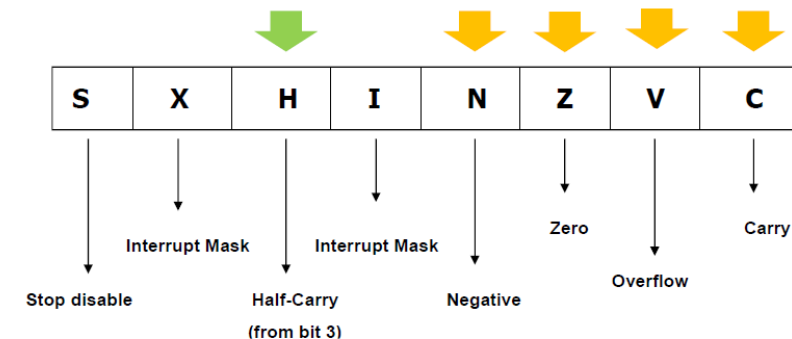 S X H I N Z V C
Zero
Carry
Interrupt Mask
Interrupt Mask
Overflow
Stop disable
Half-Carry
(from bit 3)
Negative